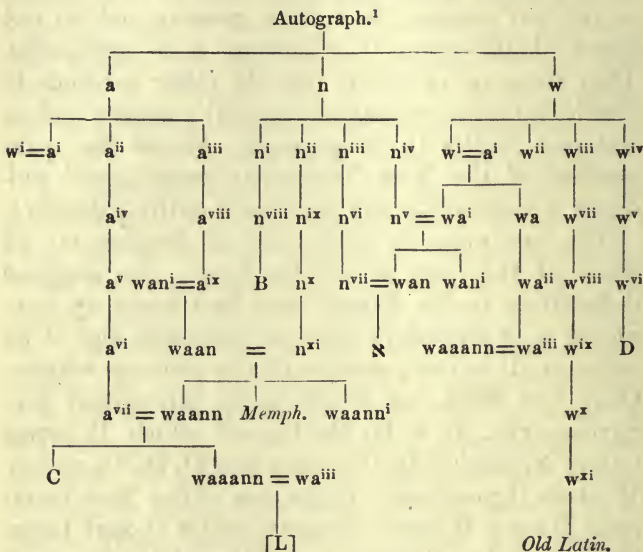 Autograph.¹
a n w
wⁱ=aⁱ aⁱⁱ aⁱⁱⁱ nⁱ nⁱⁱ nⁱⁱⁱ nⁱᵛ wⁱ=aⁱ wⁱⁱ wⁱⁱⁱ wⁱᵛ
aⁱᵛ aᵛⁱⁱⁱ nᵛⁱⁱⁱ nⁱˣ nᵛⁱ nᵛ = waⁱ wa wᵛⁱⁱ wᵛ
aᵛ wanⁱ=aⁱˣ B nˣ nᵛⁱⁱ= wan wanⁱ waⁱⁱ wᵛⁱⁱⁱ wᵛⁱ
aᵛⁱ waan = nˣⁱ ℵ waaann=waⁱⁱⁱ wⁱˣ D
aᵛⁱⁱ = waann Memph. waannⁱ wˣ
C waaann = waⁱⁱⁱ wˣⁱ
[L] Old Latin.